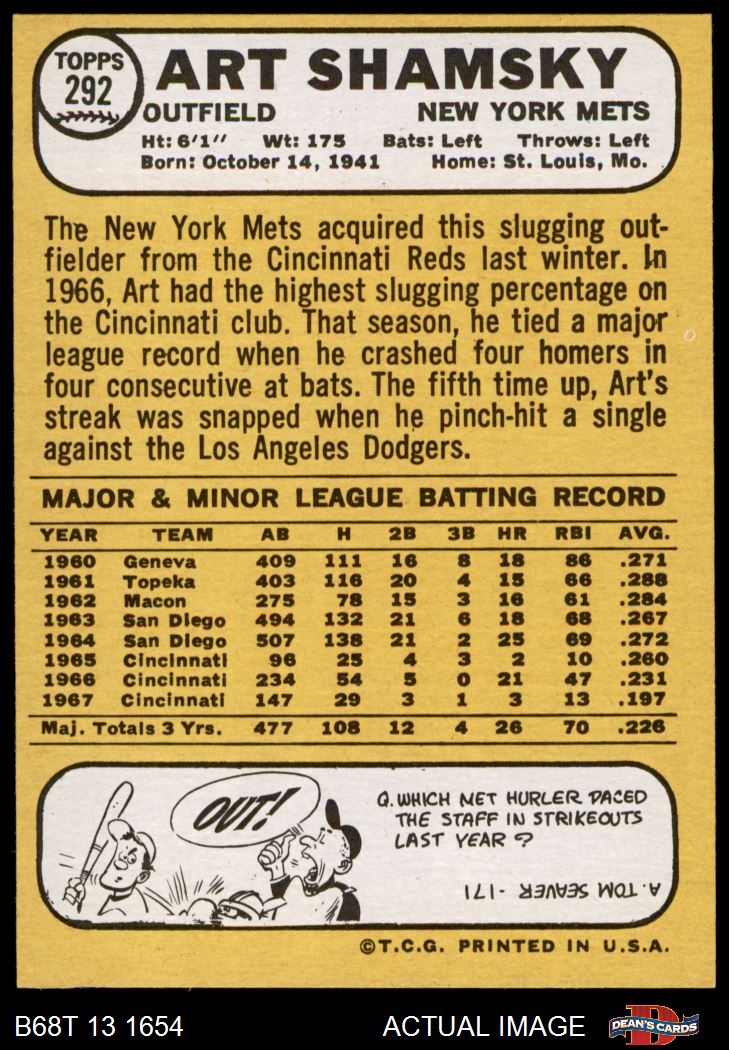 TOPPS
292
ART SHAMSKY
OUTFIELD NEW YORK METS
Ht: 6'1" Wt: 175 Bats: Left Throws: Left
Born: October 14, 1941 Home: St. Louis, Mo.
The New York Mets acquired this slugging out-
fielder from the Cincinnati Reds last winter. In
1966, Art had the highest slugging percentage on
the Cincinnati club. That season, he tied a major
league record when he crashed four homers in
four consecutive at bats. The fifth time up, Art's
streak was snapped when he pinch-hit a single
against the Los Angeles Dodgers.
MAJOR & MINOR LEAGUE BATTING RECORD
YEAR TEAM AB H 2B 3B HR RBI AVG.
1960 Geneva 409 111 16 8 18 86 .271
1961 Topeka 403 116 20 4 15 66 .288
1962 Macon 275 78 15 3 16 61 .284
1963 San Diego 494 132 21 6 18 68 .267
1964 San Diego 507 138 21 2 25 69 .272
1965 Cincinnati 96 25 4 3 2 10 .260
1966 Cincinnati 234 54 5 0 21 47 .231
1967 Cincinnati 147 29 3 1 3 13 .197
Maj. Totals 3 Yrs. 477 108 12 4 26 70 .226
OUT!
Q. WHICH MET HURLER PACED
THE STAFF IN STRIKEOUTS
LAST YEAR?
A. TOM SEAVER - 171
©T.C.G. PRINTED IN U.S.A.
B68T 13 1654 ACTUAL IMAGE DEAN'S CARDS